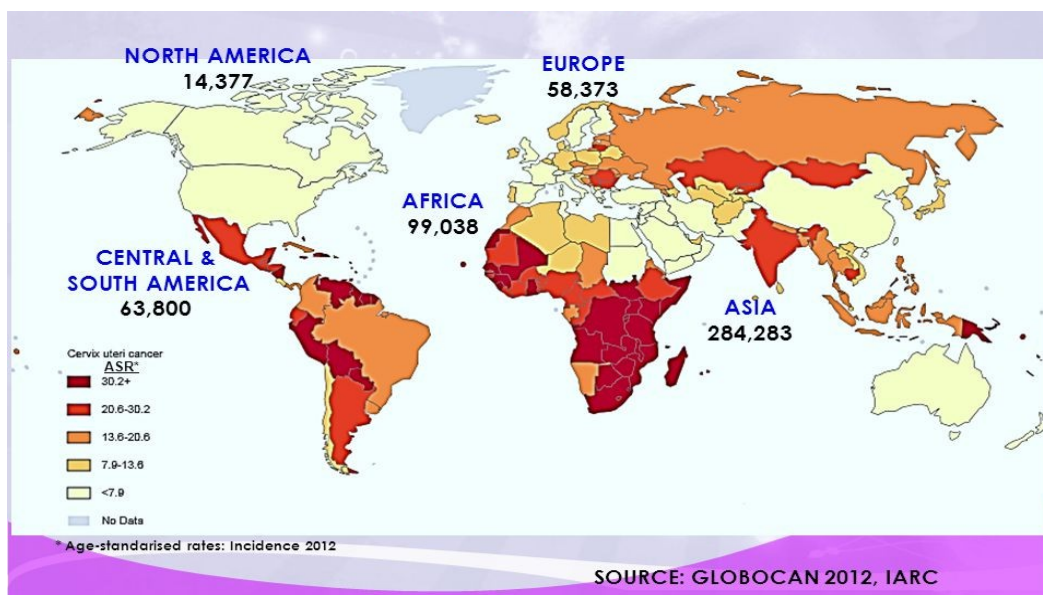 NORTH AMERICA
14,377
EUROPE
58,373
AFRICA
99,038
CENTRAL &
SOUTH AMERICA
63,800
ASIA
284,283
Cervix uteri cancer
ASR*
30.2+
20.6-30.2
13.6-20.6
7.9-13.6
<7.9
No Data
* Age-standarised rates: Incidence 2012
SOURCE: GLOBOCAN 2012, IARC